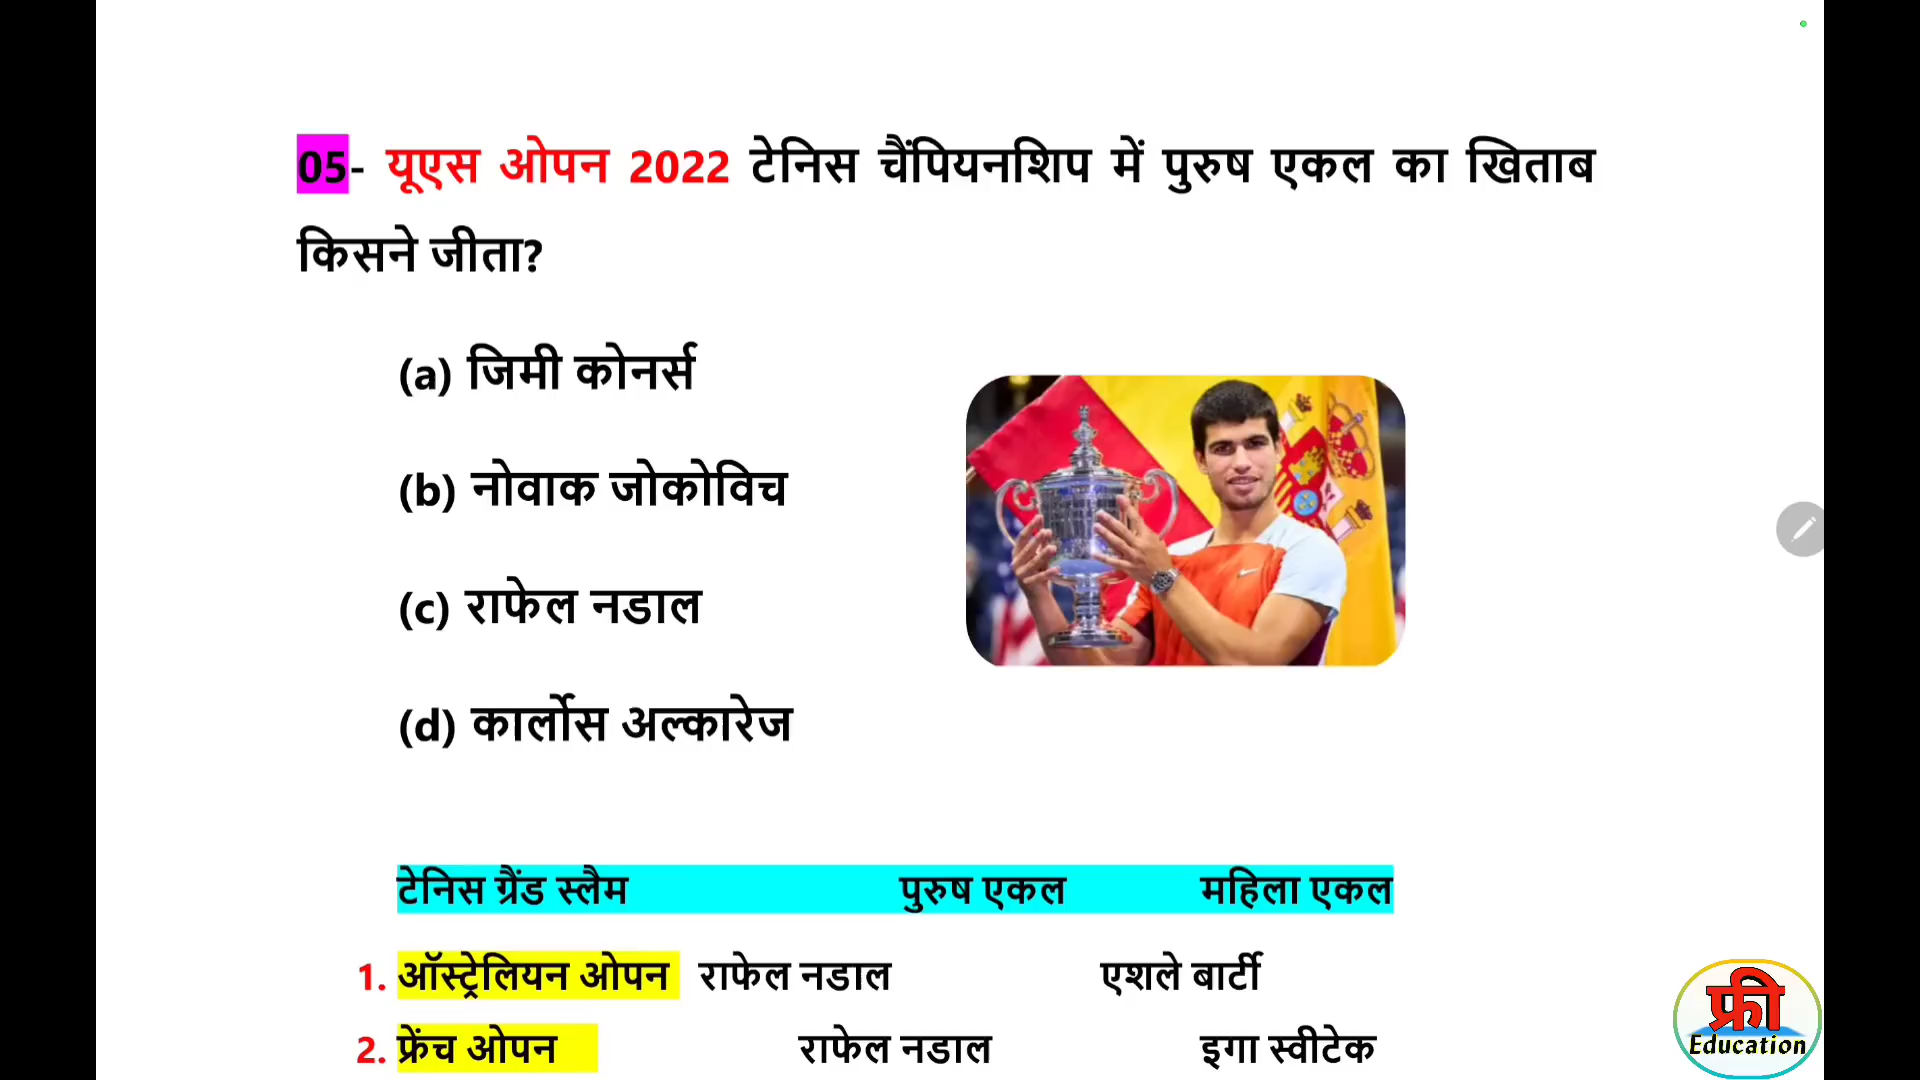 05- यूएस ओपन 2022 टेनिस चैंपियनशिप में पुरुष एकल का खिताब
किसने जीता?
(a) जिमी कोनर्स
(b) नोवाक जोकोविच
(c) राफेल नडाल
(d) कार्लोस अल्कारेज
टेनिस ग्रैंड स्लैम पुरुष एकल महिला एकल
1. ऑस्ट्रेलियन ओपन राफेल नडाल एशले बार्टी
2. फ्रेंच ओपन राफेल नडाल इगा स्वीटेक
फ्री
Education